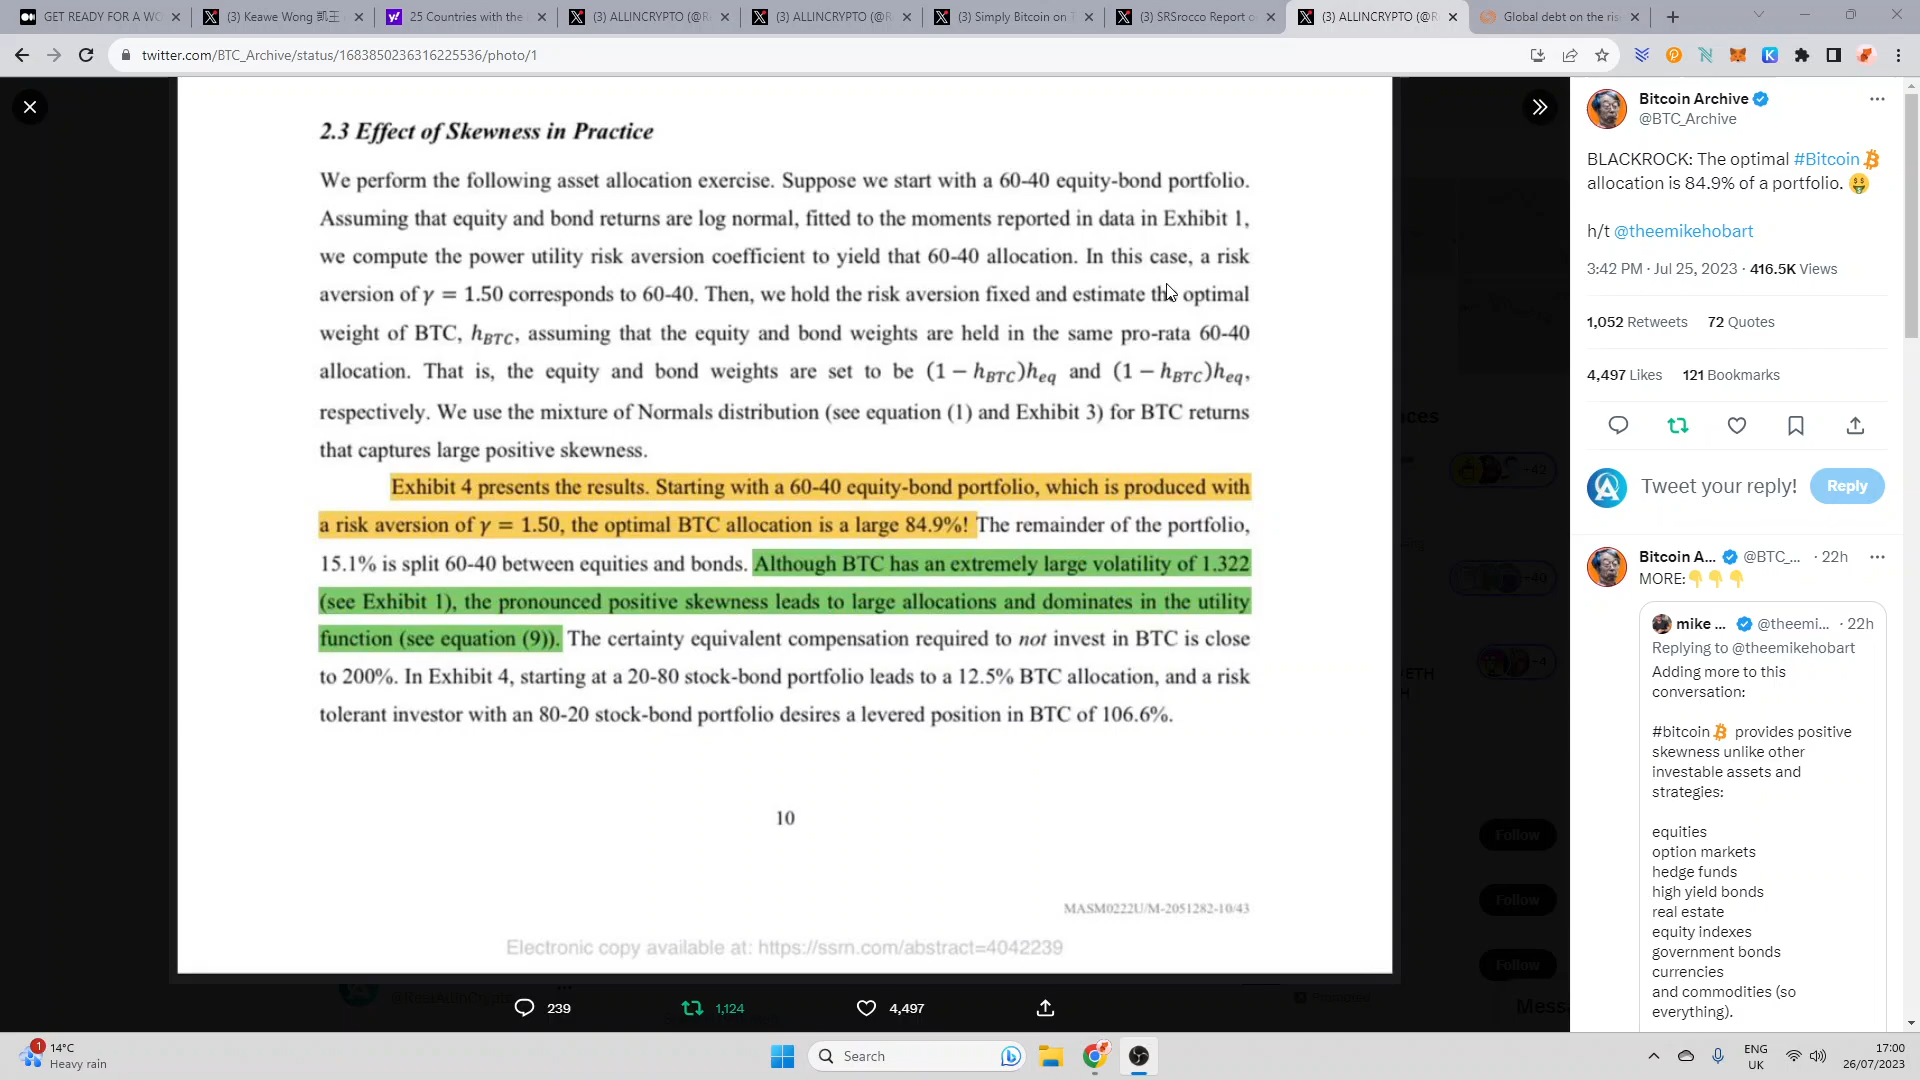 GET READY FOR A WO
(3) Keawe Wong 凯王
25 Countries with the
(3) ALLINCRYPTO (@R
(3) ALLINCRYPTO (@R
(3) Simply Bitcoin on
(3) SRSrocco Report o
(3) ALLINCRYPTO (@R
Global debt on the ris
twitter.com/BTC_Archive/status/1683850236316225536/photo/1
2.3 Effect of Skewness in Practice
We perform the following asset allocation exercise. Suppose we start with a 60-40 equity-bond portfolio.
Assuming that equity and bond returns are log normal, fitted to the moments reported in data in Exhibit 1,
we compute the power utility risk aversion coefficient to yield that 60-40 allocation. In this case, a risk
aversion of γ = 1.50 corresponds to 60-40. Then, we hold the risk aversion fixed and estimate the optimal
weight of BTC, hBTC, assuming that the equity and bond weights are held in the same pro-rata 60-40
allocation. That is, the equity and bond weights are set to be (1 − hBTC)heq and (1 − hBTC)heq,
respectively. We use the mixture of Normals distribution (see equation (1) and Exhibit 3) for BTC returns
that captures large positive skewness.
Exhibit 4 presents the results. Starting with a 60-40 equity-bond portfolio, which is produced with
a risk aversion of γ = 1.50, the optimal BTC allocation is a large 84.9%! The remainder of the portfolio,
15.1% is split 60-40 between equities and bonds. Although BTC has an extremely large volatility of 1.322
(see Exhibit 1), the pronounced positive skewness leads to large allocations and dominates in the utility
function (see equation (9)). The certainty equivalent compensation required to not invest in BTC is close
to 200%. In Exhibit 4, starting at a 20-80 stock-bond portfolio leads to a 12.5% BTC allocation, and a risk
tolerant investor with an 80-20 stock-bond portfolio desires a levered position in BTC of 106.6%.
10
MASM0222U/M-2051282-10/43
Electronic copy available at: https://ssrn.com/abstract=4042239
239
1,124
4,497
Bitcoin Archive
@BTC_Archive
BLACKROCK: The optimal #Bitcoin
allocation is 84.9% of a portfolio.
h/t @theemikehobart
3:42 PM · Jul 25, 2023 · 416.5K Views
1,052 Retweets 72 Quotes
4,497 Likes 121 Bookmarks
Tweet your reply!
Reply
Bitcoin A... @BTC_... · 22h
MORE:
mike ... @theemi... · 22h
Replying to @theemikehobart
Adding more to this
conversation:
#bitcoin provides positive
skewness unlike other
investable assets and
strategies:
equities
option markets
hedge funds
high yield bonds
real estate
equity indexes
government bonds
currencies
and commodities (so
everything).
+42
+40
+4
Follow
Follow
Follow
1
14°C
Heavy rain
Search
ENG
UK
17:00
26/07/2023